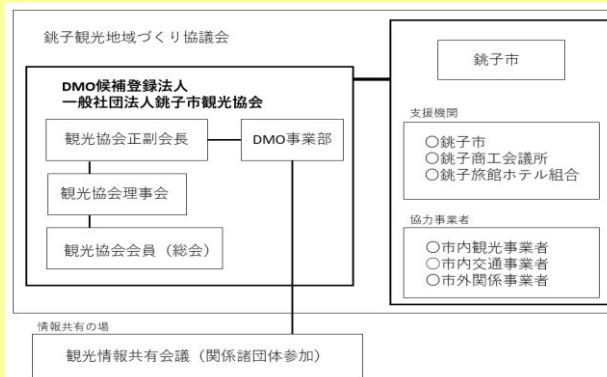 銚子観光地域づくり協議会
DMO候補登録法人
一般社団法人銚子市観光協会
観光協会正副会長
DMO事業部
観光協会理事会
観光協会会員（総会）
銚子市
支援機関
〇銚子市
〇銚子商工会議所
〇銚子旅館ホテル組合
協力事業者
〇市内観光事業者
〇市内交通事業者
〇市外関係事業者
情報共有の場
観光情報共有会議（関係諸団体参加）